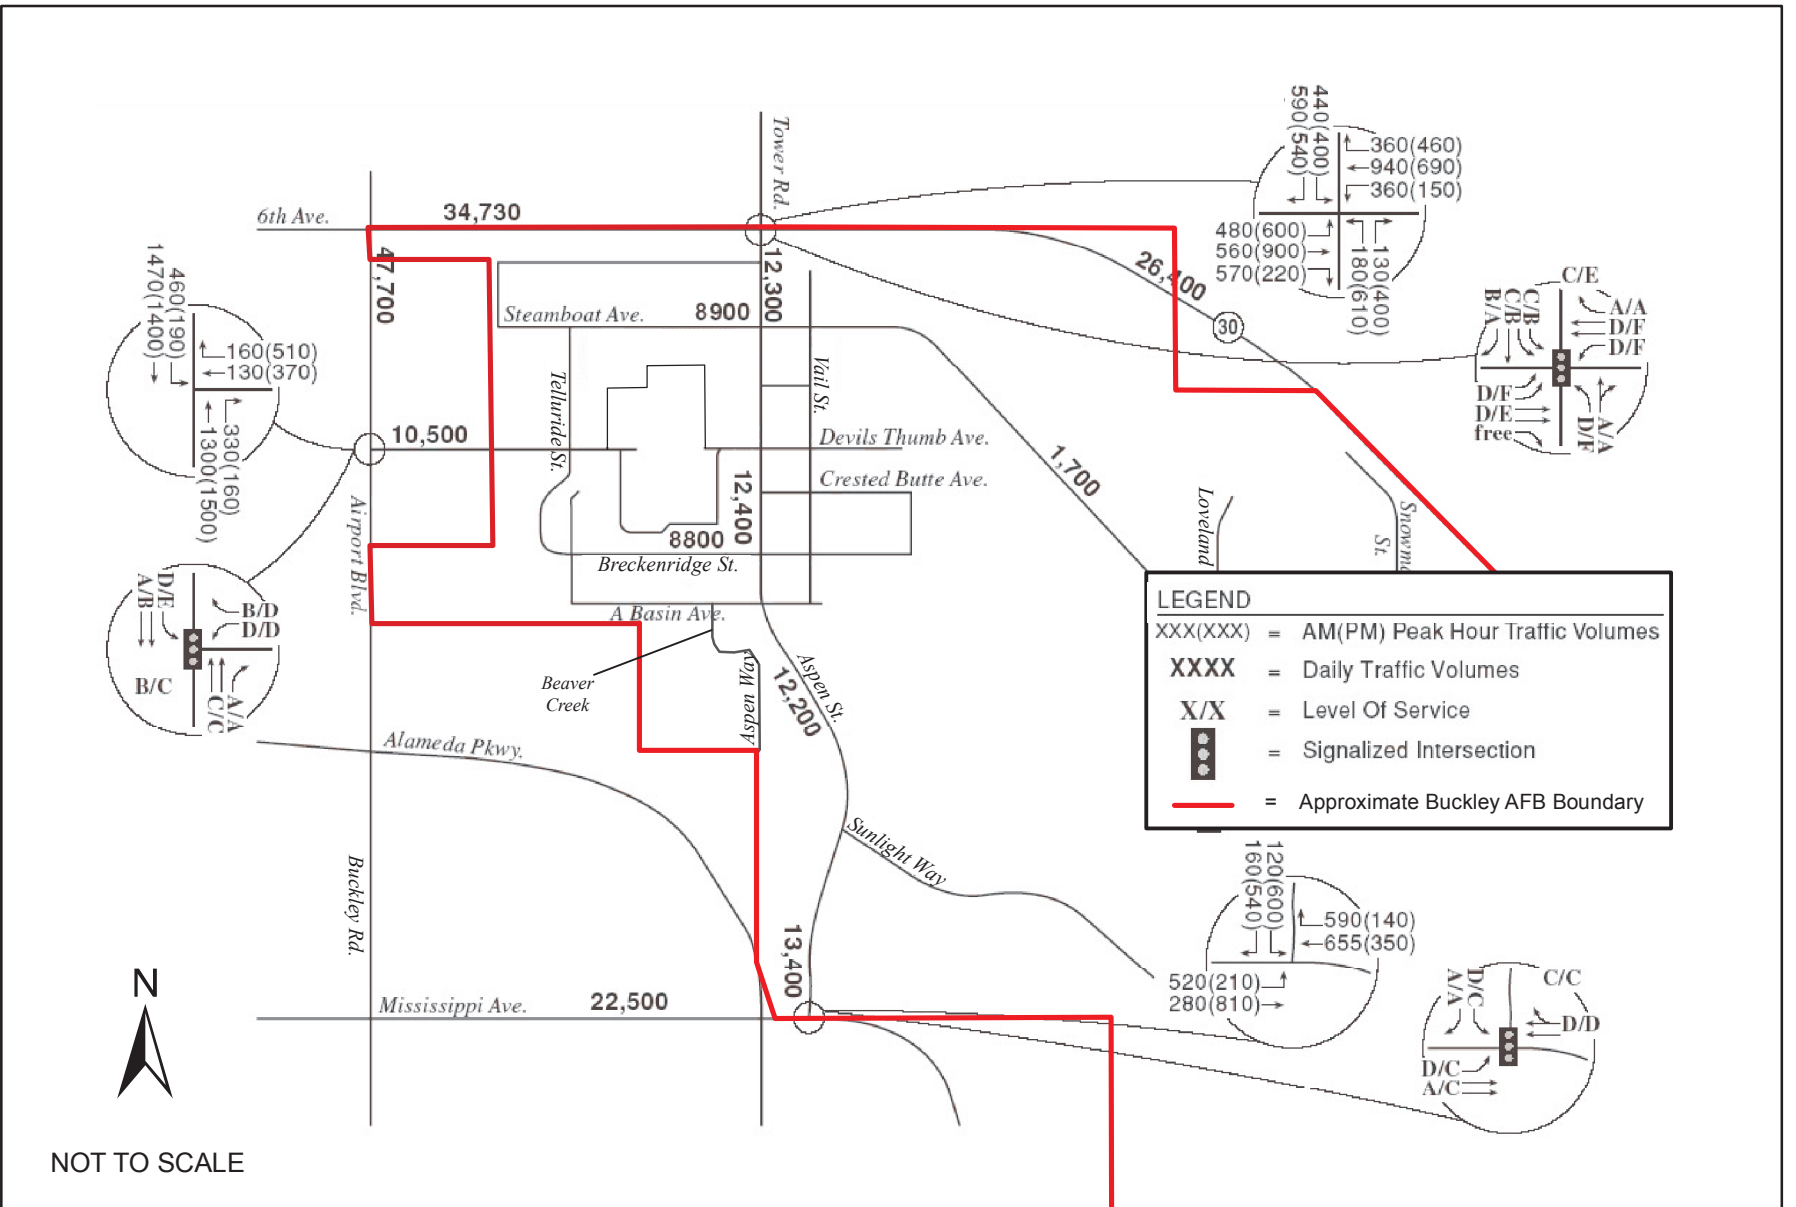 Tower Rd.
6th Ave.
34,730
47,700
12,300
26,400
30
Steamboat Ave.
8900
Telluride St.
Vail St.
10,500
Devils Thumb Ave.
Crested Butte Ave.
12,400
8800
Breckenridge St.
A Basin Ave.
1,700
Loveland
Snowma
St.
Airport Blvd.
Beaver
Creek
Aspen Way
Aspen St.
12,200
Alameda Pkwy.
Sunlight Way
Buckley Rd.
13,400
Mississippi Ave.
22,500
440(400)
590(540)
360(460)
940(690)
360(150)
480(600)
560(900)
570(220)
130(400)
180(610)
C/E
B/A
C/B
C/B
A/A
D/F
D/F
D/F
D/E
free
D/F
A/A
460(190)
1470(1400)
160(510)
130(370)
330(160)
1300(1500)
D/E
A/B
B/D
D/D
B/C
A/A
C/C
LEGEND
XXX(XXX) = AM(PM) Peak Hour Traffic Volumes
XXXX = Daily Traffic Volumes
X/X = Level Of Service
= Signalized Intersection
= Approximate Buckley AFB Boundary
120(600)
160(540)
590(140)
655(350)
520(210)
280(810)
D/C
A/A
C/C
D/D
D/C
A/C
N
NOT TO SCALE